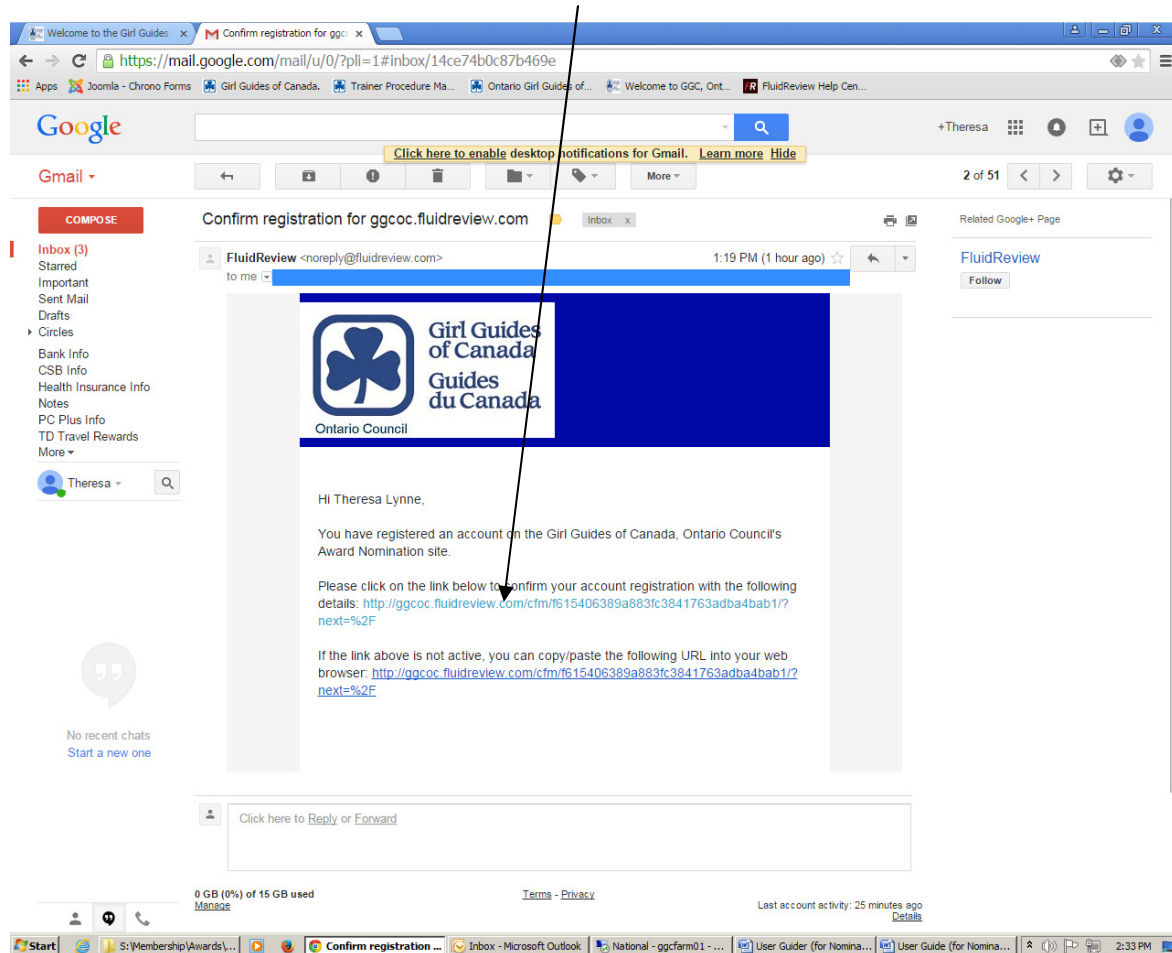 Welcome to the Girl Guides x
Confirm registration for ggco x
https://mail.google.com/mail/u/0/?pli=1#inbox/14ce74b0c87b469e
Apps Joomla - Chrono Forms Girl Guides of Canada. Trainer Procedure Ma... Ontario Girl Guides of... Welcome to GGC, Ont... FR FluidReview Help Cen...
Google
+Theresa
Click here to enable desktop notifications for Gmail. Learn more Hide
Gmail
More
2 of 51
COMPOSE
Inbox (3)
Starred
Important
Sent Mail
Drafts
Circles
Bank Info
CSB Info
Health Insurance Info
Notes
PC Plus Info
TD Travel Rewards
More
Theresa
No recent chats
Start a new one
Confirm registration for ggcoc.fluidreview.com Inbox x
FluidReview <noreply@fluidreview.com> 1:19 PM (1 hour ago)
to me
Girl Guides
of Canada
Guides
du Canada
Ontario Council
Hi Theresa Lynne,
You have registered an account on the Girl Guides of Canada, Ontario Council's
Award Nomination site.
Please click on the link below to confirm your account registration with the following
details: http://ggcoc.fluidreview.com/cfm/f615406389a883fc3841763adba4bab1/?
next=%2F
If the link above is not active, you can copy/paste the following URL into your web
browser: http://ggcoc.fluidreview.com/cfm/f615406389a883fc3841763adba4bab1/?
next=%2F
Related Google+ Page
FluidReview
Follow
Click here to Reply or Forward
0 GB (0%) of 15 GB used
Manage
Terms - Privacy
Last account activity: 25 minutes ago
Details
Start S:\Membership\Awards\... Confirm registration ... Inbox - Microsoft Outlook National - ggcfarm01 - ... User Guider (for Nomina... User Guide (for Nomina... 2:33 PM